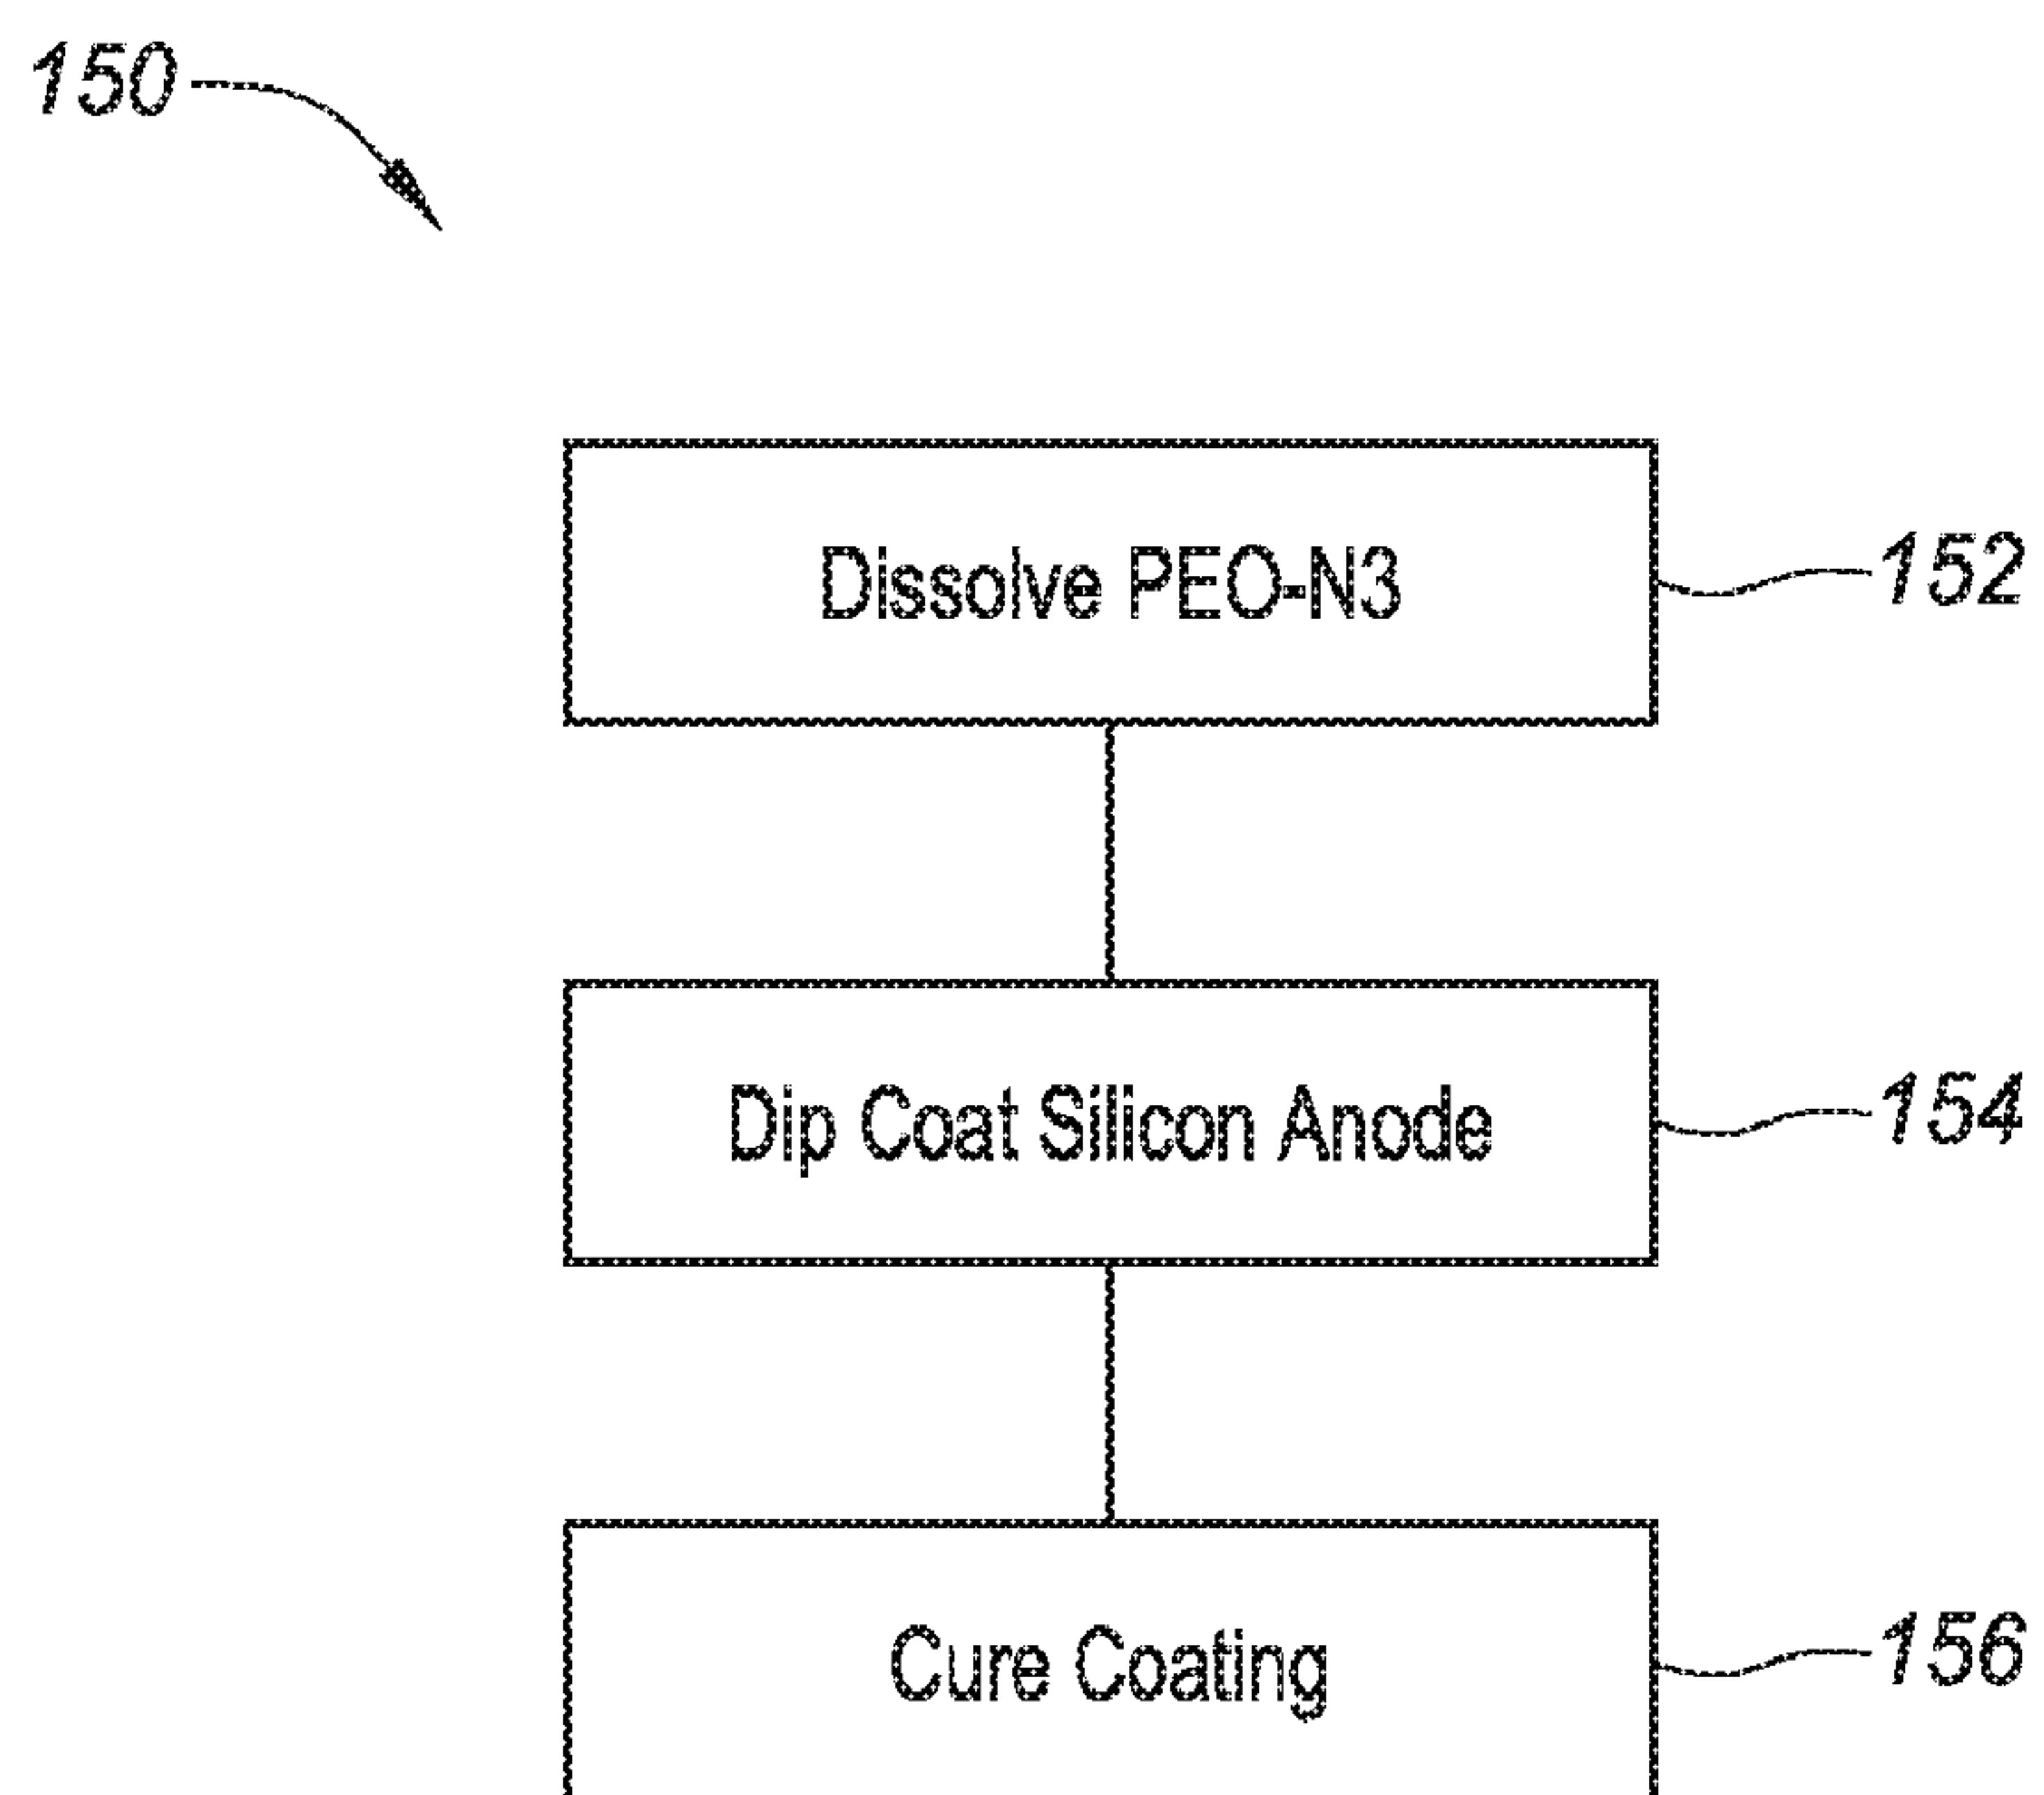 150
Dissolve PEO-N3
152
Dip Coat Silicon Anode
154
Cure Coating
156